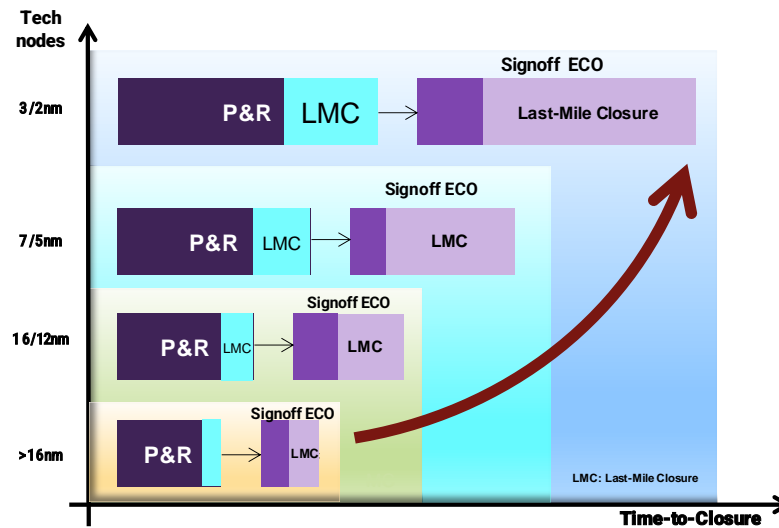 Tech
nodes
Signoff ECO
3/2nm
P&R
LMC
Last-Mile Closure
Signoff ECO
7/5nm
P&R
LMC
LMC
Signoff ECO
16/12nm
P&R
LMC
LMC
Signoff ECO
>16nm
P&R
LMC
LMC: Last-Mile Closure
Time-to-Closure